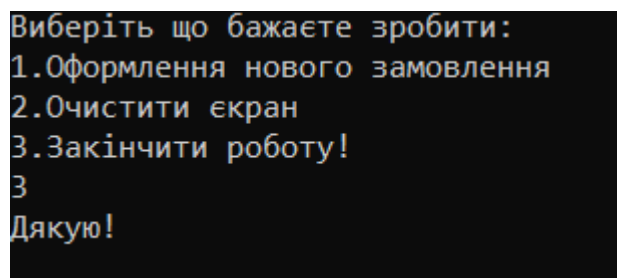 Виберіть що бажаєте зробити:
1.Оформлення нового замовлення
2.Очистити єкран
3.Закінчити роботу!
3
Дякую!